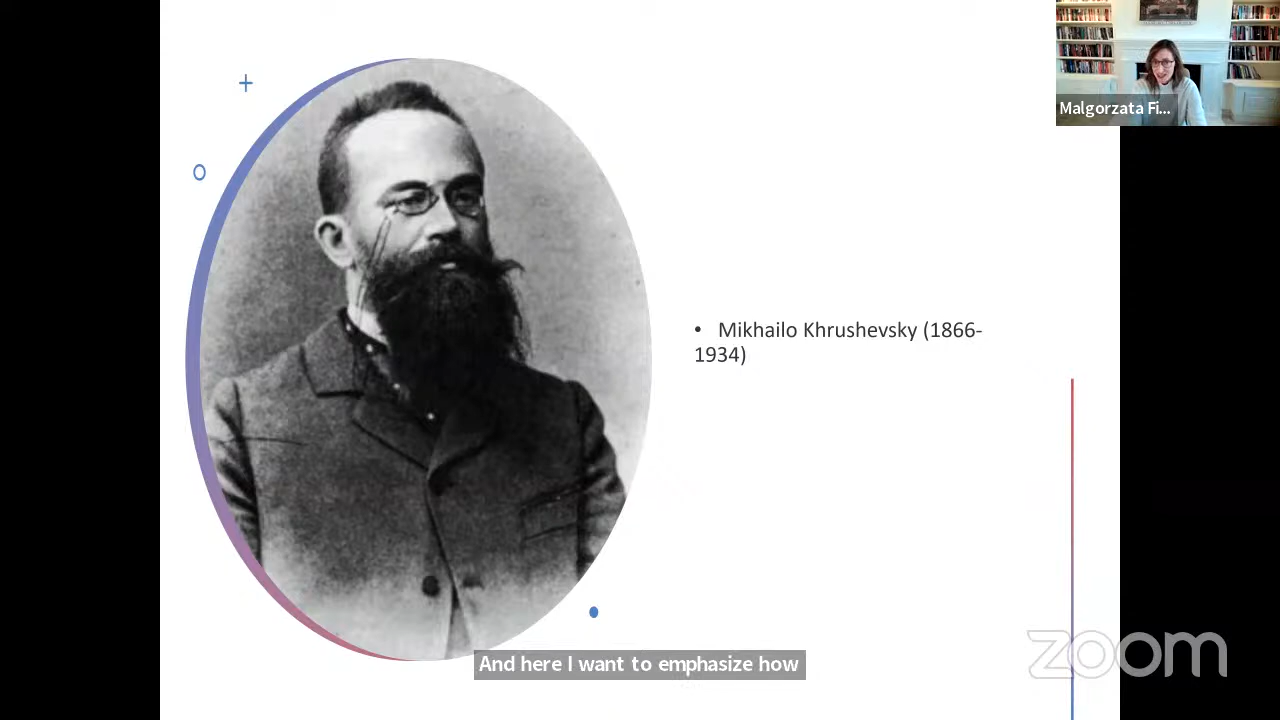 Malgorzata Fi...
• Mikhailo Khrushevsky (1866-
1934)
And here I want to emphasize how
zoom